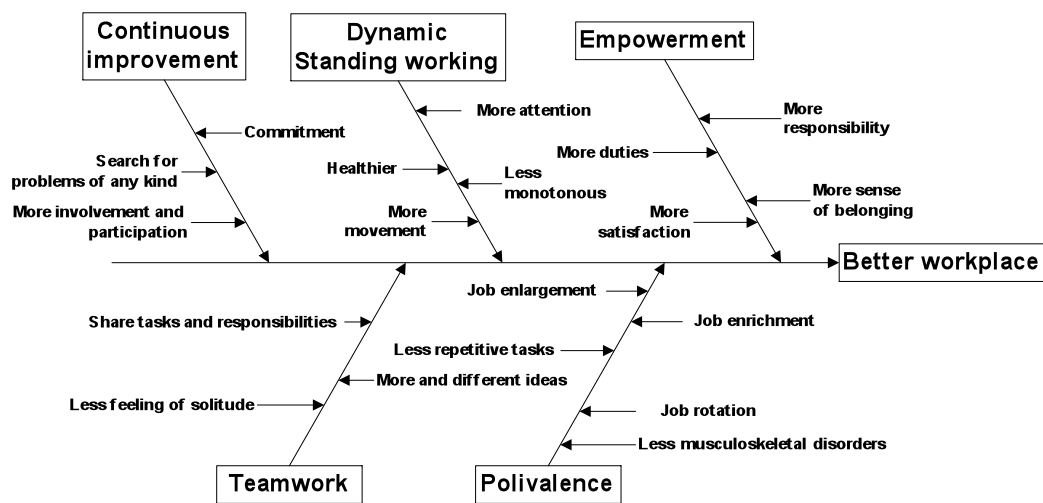 Continuous
improvement
Dynamic
Standing working
Empowerment
More attention
More
responsibility
Commitment
More duties
Search for
problems of any kind
Healthier
Less
monotonous
More sense
of belonging
More involvement and
participation
More
movement
More
satisfaction
Better workplace
Job enlargement
Share tasks and responsibilities
Job enrichment
Less repetitive tasks
More and different ideas
Less feeling of solitude
Job rotation
Less musculoskeletal disorders
Teamwork
Polivalence